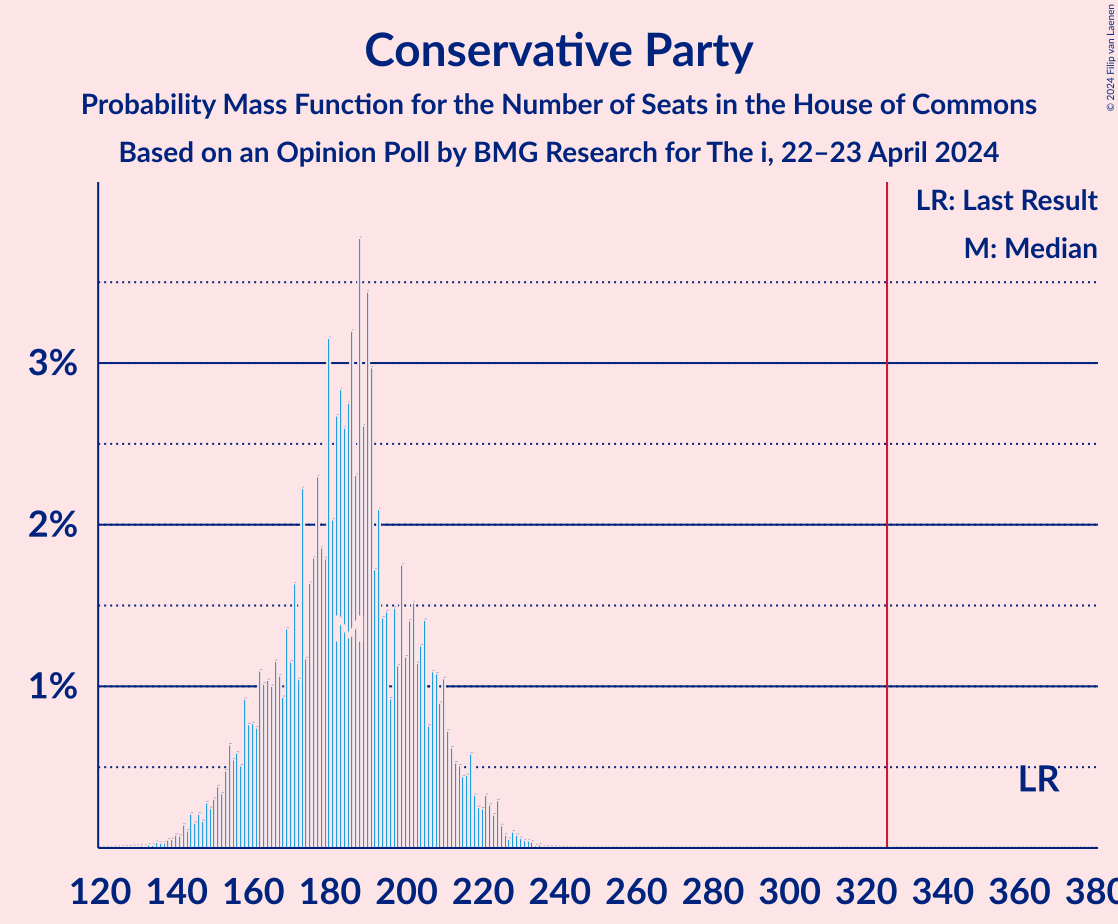 Conservative Party
Probability Mass Function for the Number of Seats in the House of Commons
Based on an Opinion Poll by BMG Research for The i, 22–23 April 2024
© 2024 Filip van Laenen
LR: Last Result
M: Median
3%
2%
1%
M
LR
120 140 160 180 200 220 240 260 280 300 320 340 360 380